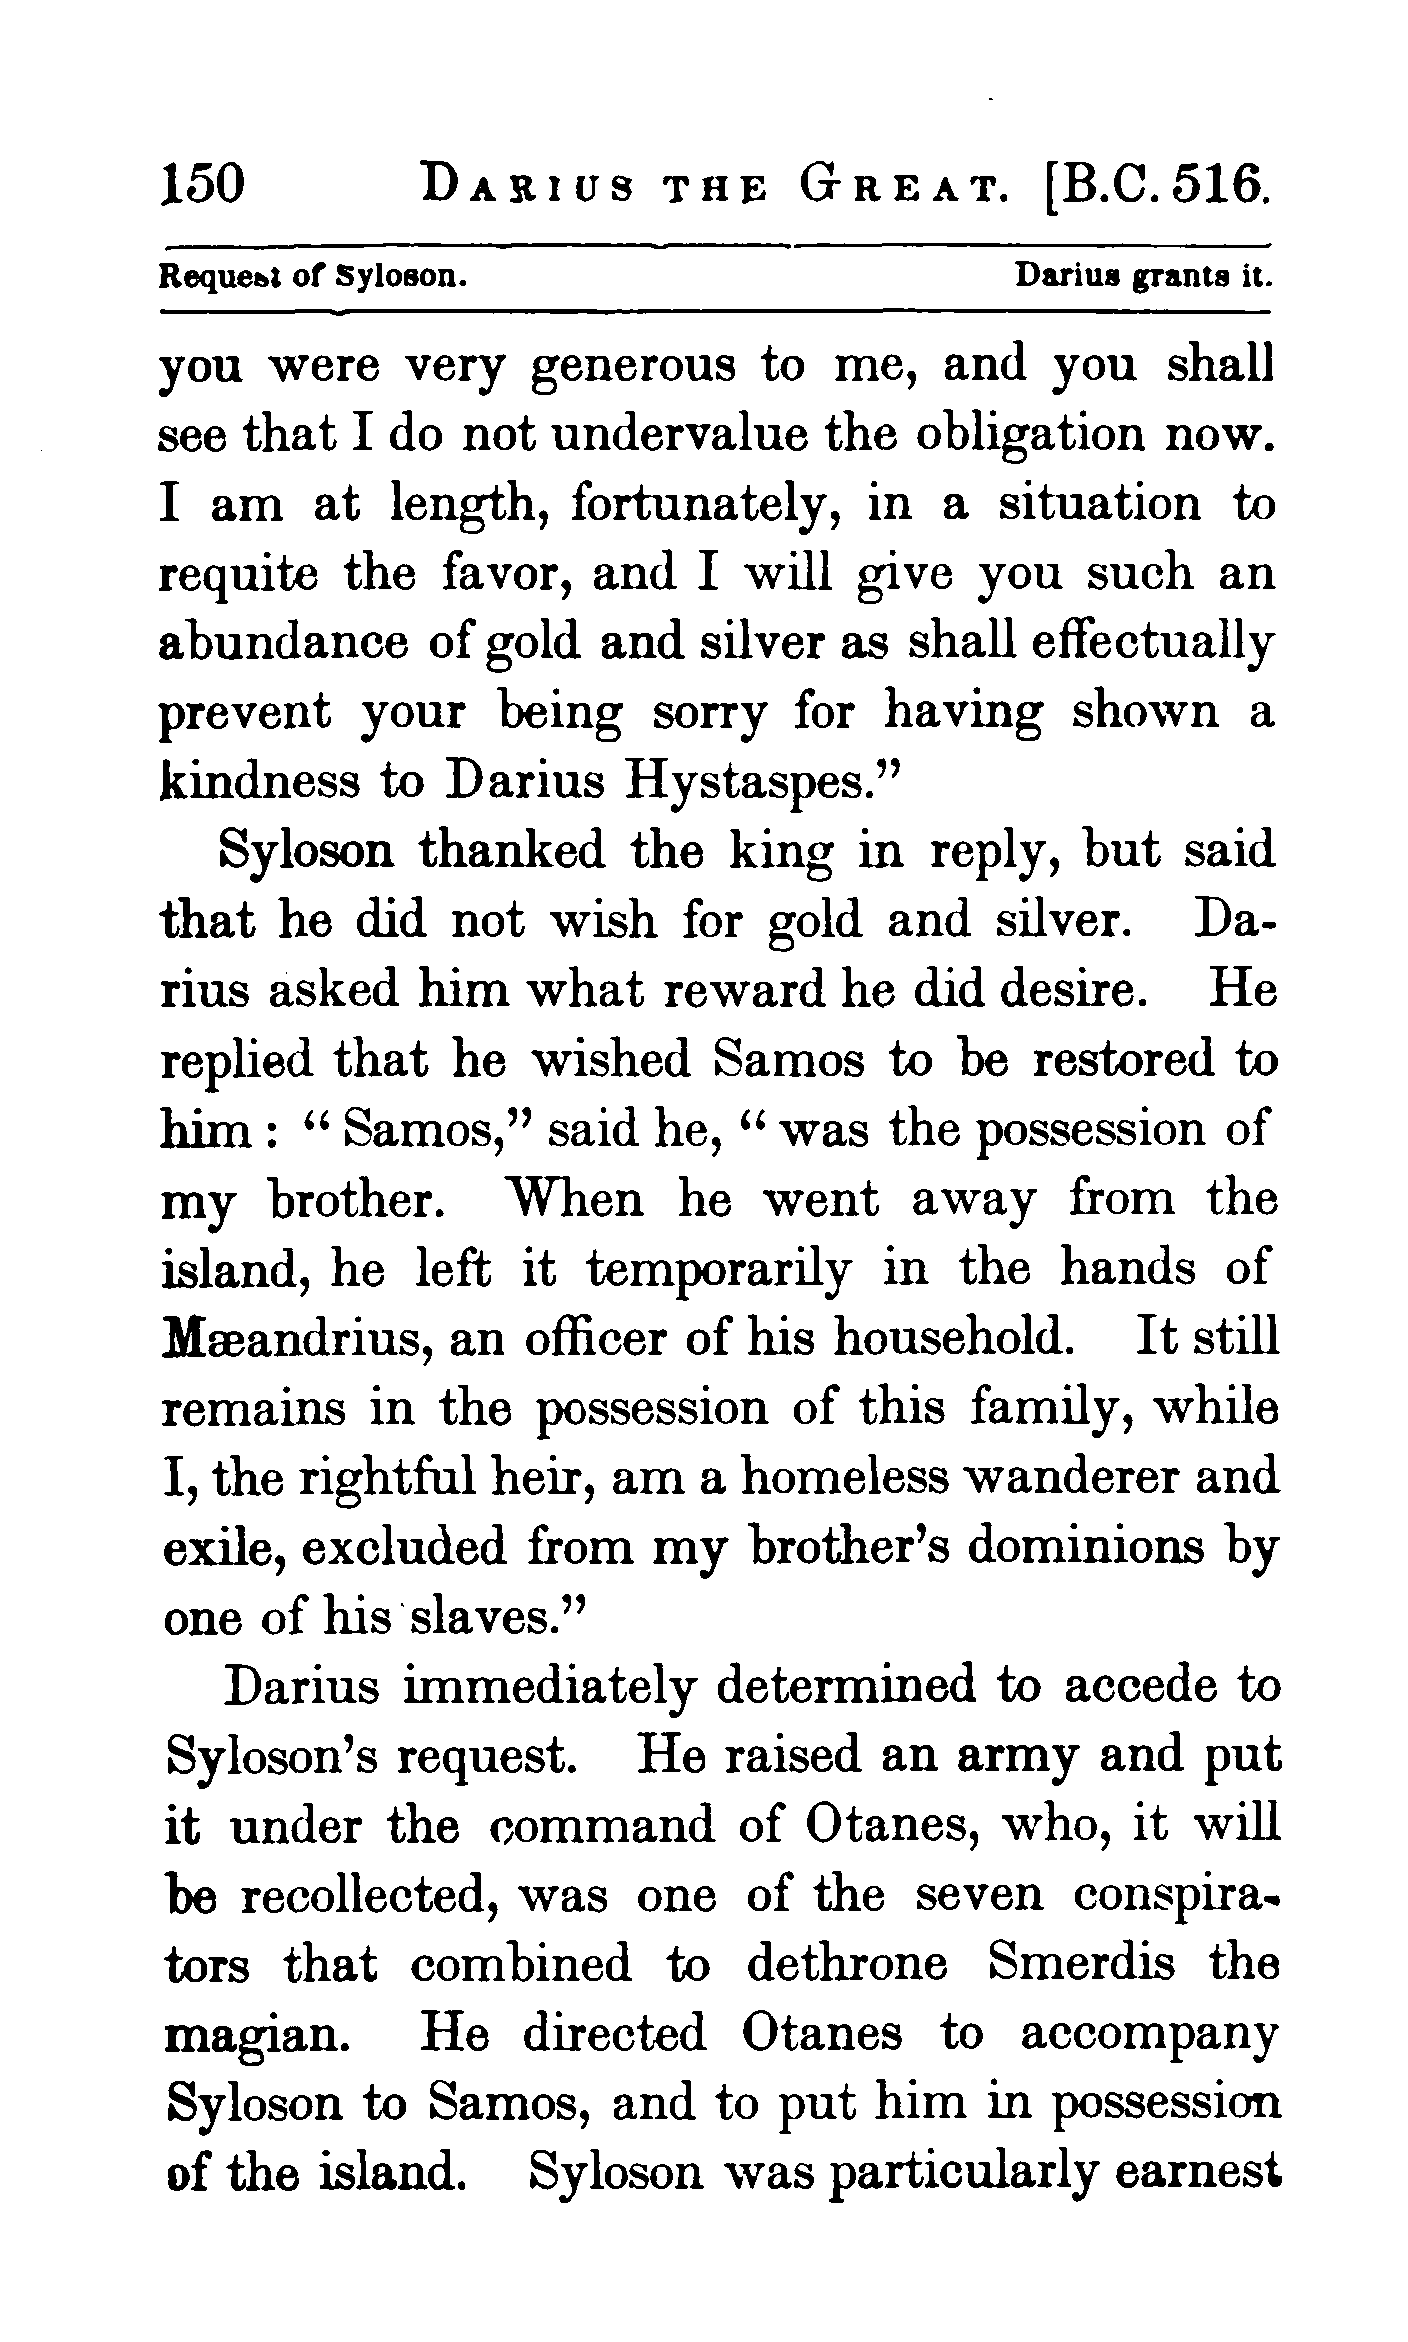 150 DARIUS THE GREAT. [B.C. 516.
Request of Syloson. Darius grants it.
you were very generous to me, and you shall
see that I do not undervalue the obligation now.
I am at length, fortunately, in a situation to
requite the favor, and I will give you such an
abundance of gold and silver as shall effectually
prevent your being sorry for having shown a
kindness to Darius Hystaspes.”
Syloson thanked the king in reply, but said
that he did not wish for gold and silver. Da-
rius asked him what reward he did desire. He
replied that he wished Samos to be restored to
him : “ Samos,” said he, “ was the possession of
my brother. When he went away from the
island, he left it temporarily in the hands of
Mæandrius, an officer of his household. It still
remains in the possession of this family, while
I, the rightful heir, am a homeless wanderer and
exile, excluded from my brother’s dominions by
one of his slaves.”
Darius immediately determined to accede to
Syloson’s request. He raised an army and put
it under the command of Otanes, who, it will
be recollected, was one of the seven conspira-
tors that combined to dethrone Smerdis the
magian. He directed Otanes to accompany
Syloson to Samos, and to put him in possession
of the island. Syloson was particularly earnest